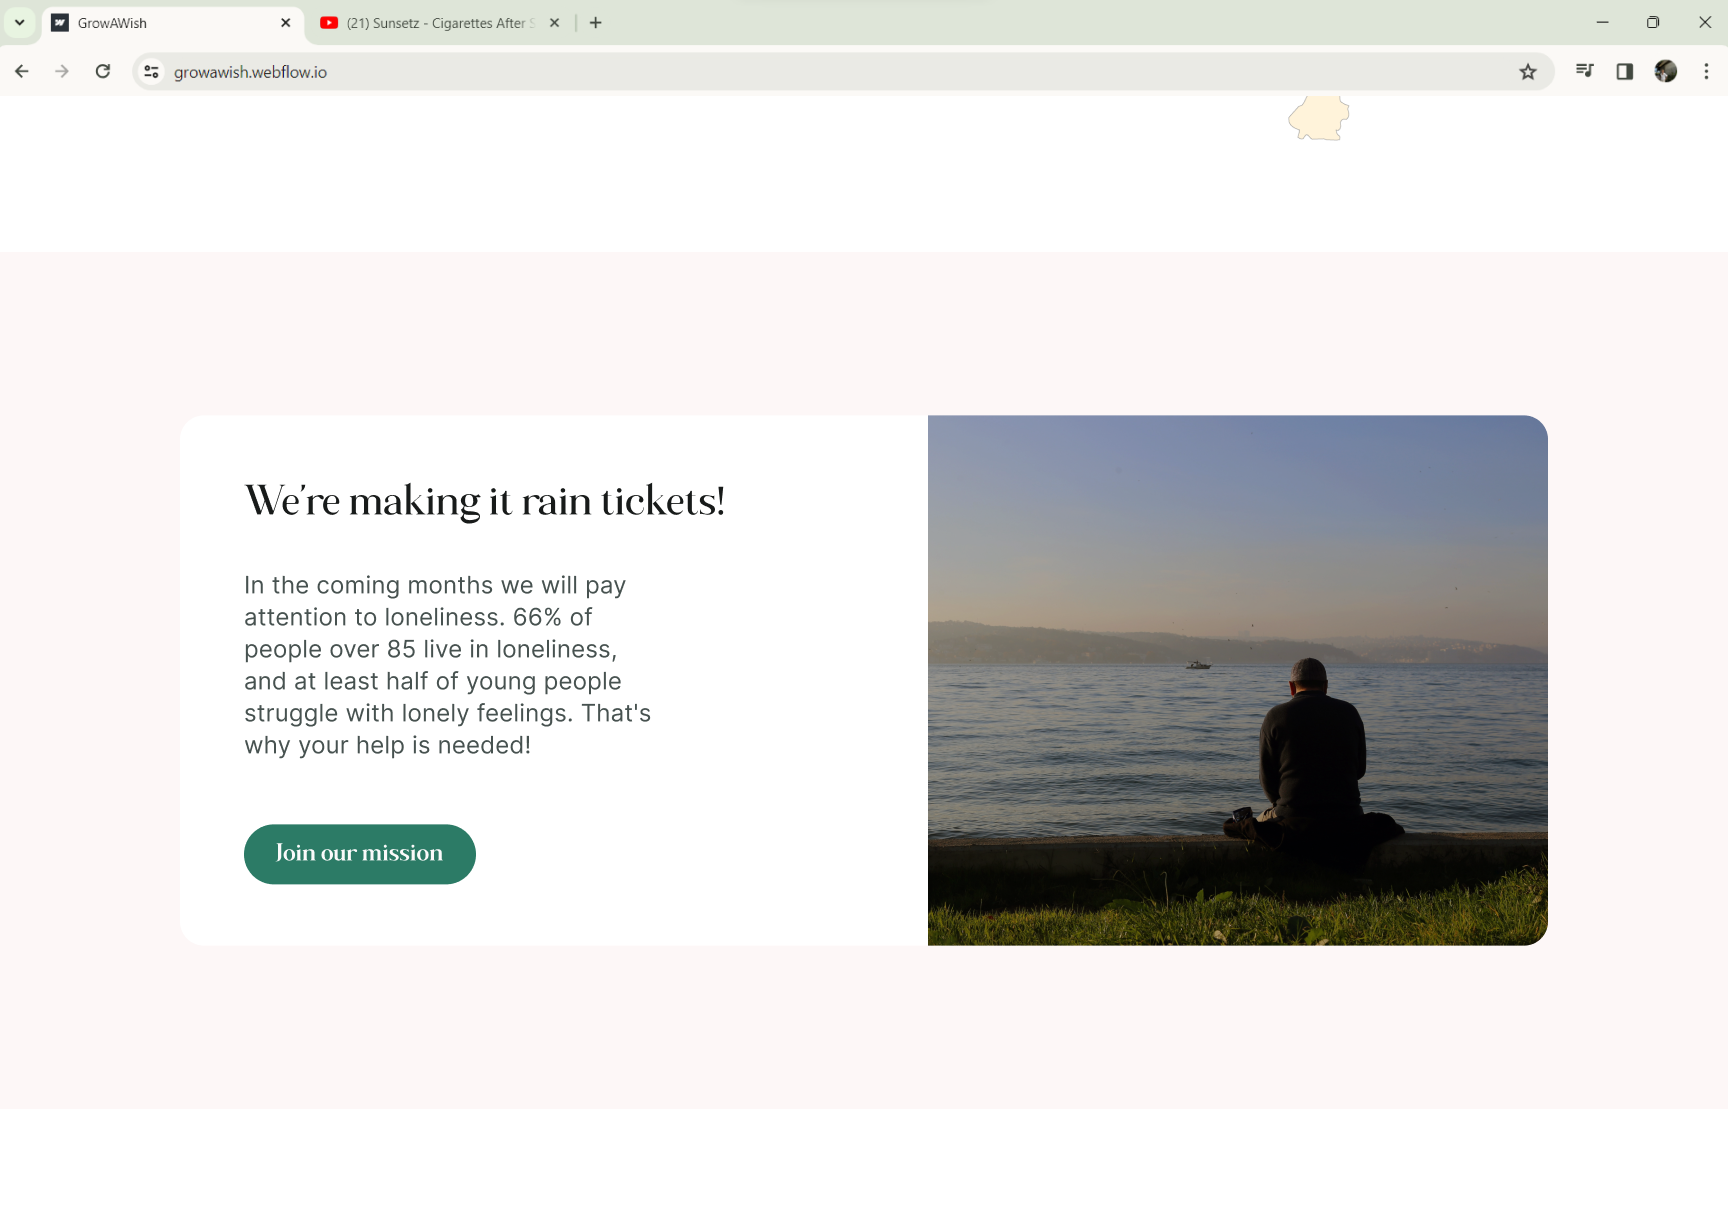 GrowAWish
(21) Sunsetz - Cigarettes After
growawish.webflow.io
We're making it rain tickets!
In the coming months we will pay
attention to loneliness. 66% of
people over 85 live in loneliness,
and at least half of young people
struggle with lonely feelings. That's
why your help is needed!
Join our mission